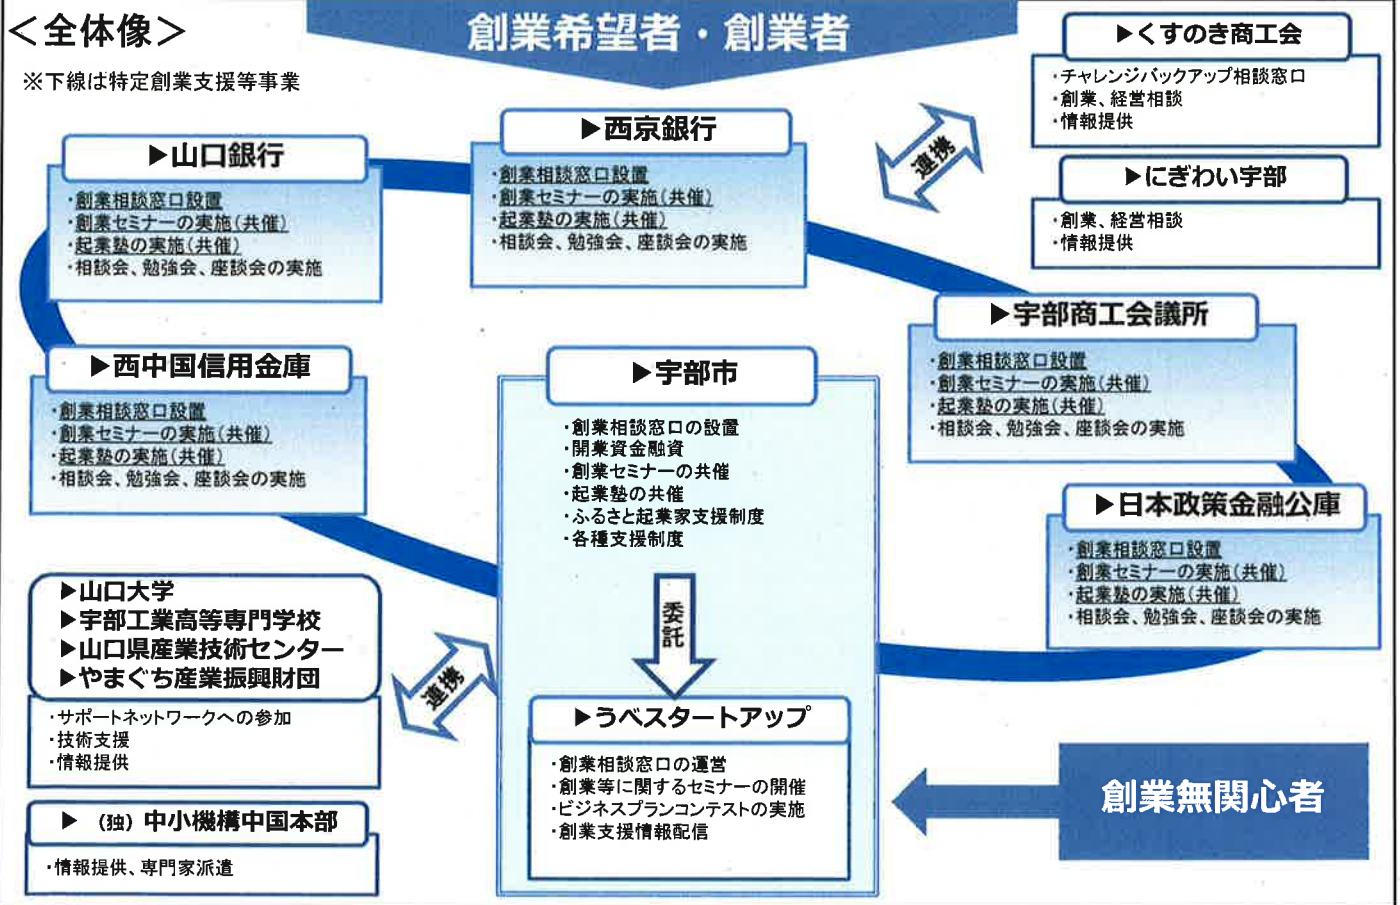 <全体像>
※下線は特定創業支援等事業
創業希望者・創業者
▶くすのき商工会
・チャレンジバックアップ相談窓口
・創業、経営相談
・情報提供
▶にぎわい宇部
・創業、経営相談
・情報提供
連携
▶西京銀行
・創業相談窓口設置
・創業セミナーの実施(共催)
・起業塾の実施(共催)
・相談会、勉強会、座談会の実施
▶山口銀行
・創業相談窓口設置
・創業セミナーの実施(共催)
・起業塾の実施(共催)
・相談会、勉強会、座談会の実施
▶宇部商工会議所
・創業相談窓口設置
・創業セミナーの実施(共催)
・起業塾の実施(共催)
・相談会、勉強会、座談会の実施
▶西中国信用金庫
・創業相談窓口設置
・創業セミナーの実施(共催)
・起業塾の実施(共催)
・相談会、勉強会、座談会の実施
▶宇部市
・創業相談窓口の設置
・開業資金融資
・創業セミナーの共催
・起業塾の共催
・ふるさと起業家支援制度
・各種支援制度
委託
▶うべスタートアップ
・創業相談窓口の運営
・創業等に関するセミナーの開催
・ビジネスプランコンテストの実施
・創業支援情報配信
▶日本政策金融公庫
・創業相談窓口設置
・創業セミナーの実施(共催)
・起業塾の実施(共催)
・相談会、勉強会、座談会の実施
▶山口大学
▶宇部工業高等専門学校
▶山口県産業技術センター
▶やまぐち産業振興財団
・サポートネットワークへの参加
・技術支援
・情報提供
連携
▶ (独) 中小機構中国本部
・情報提供、専門家派遣
創業無関心者